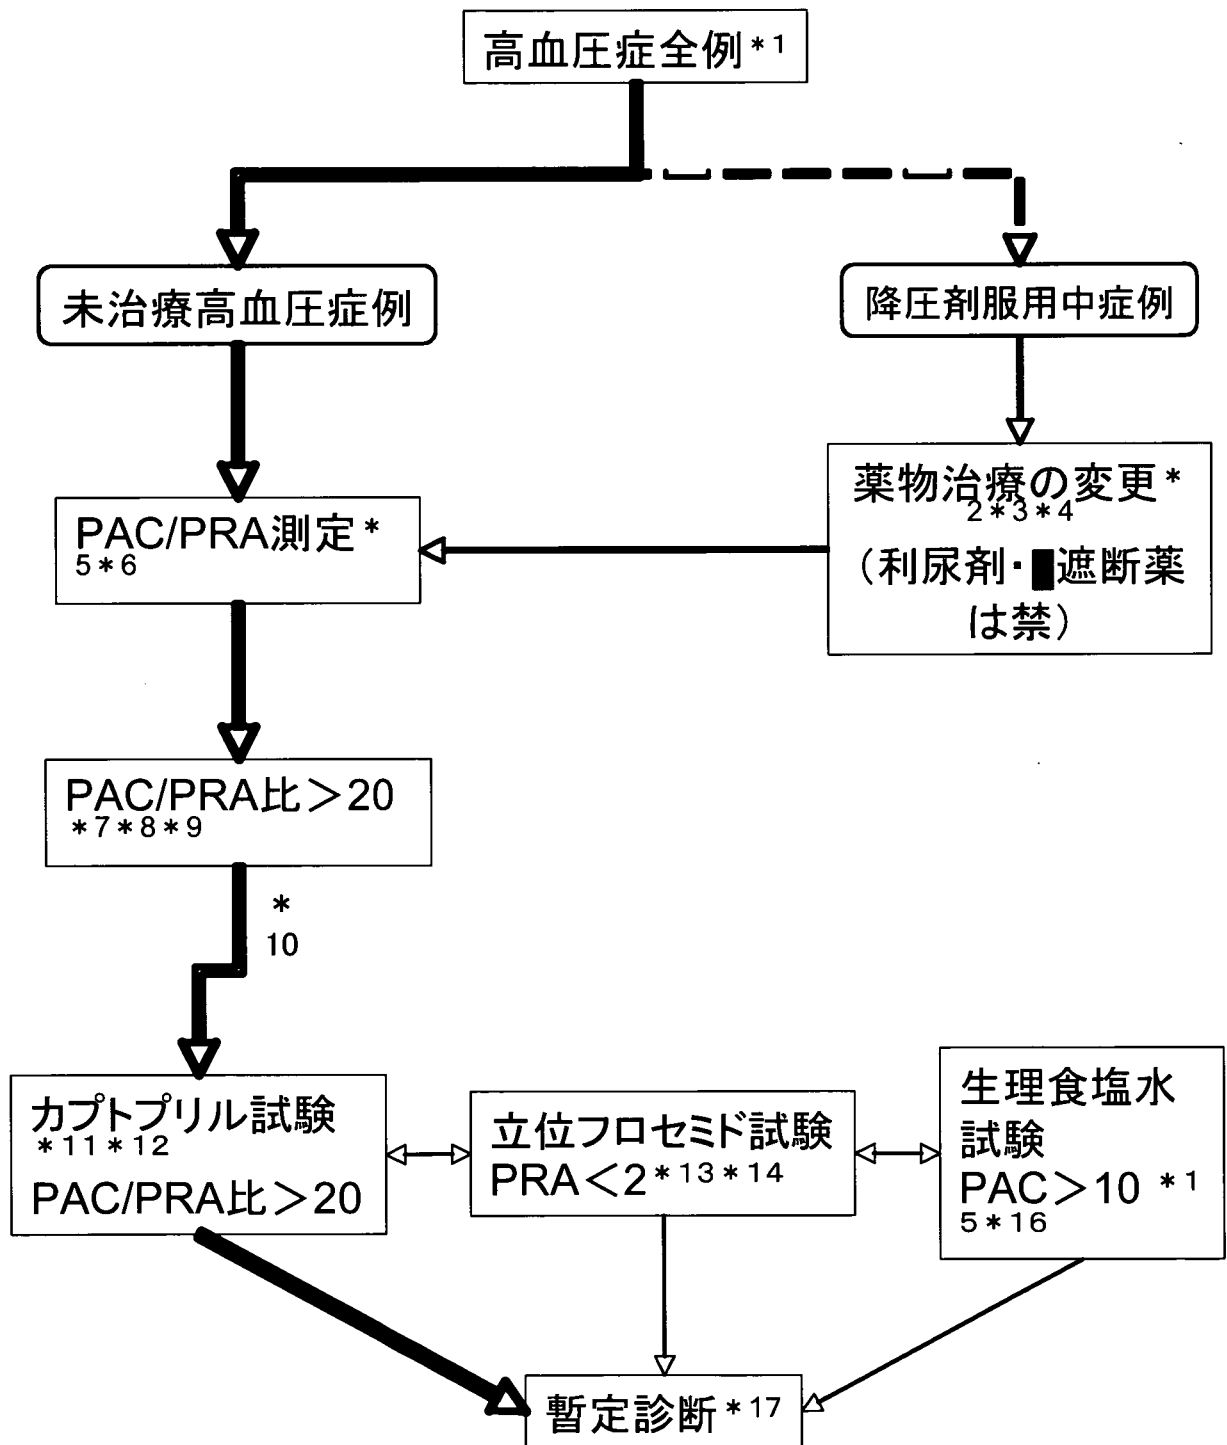 高血圧症全例*1
未治療高血圧症例
降圧剤服用中症例
薬物治療の変更*
2*3*4
(利尿剤・■遮断薬
は禁)
PAC/PRA測定*
5*6
PAC/PRA比>20
*7*8*9
*
10
カプトプリル試験
*11*12
PAC/PRA比>20
立位フロセミド試験
PRA<2*13*14
生理食塩水
試験
PAC>10 *1
5*16
暫定診断*17